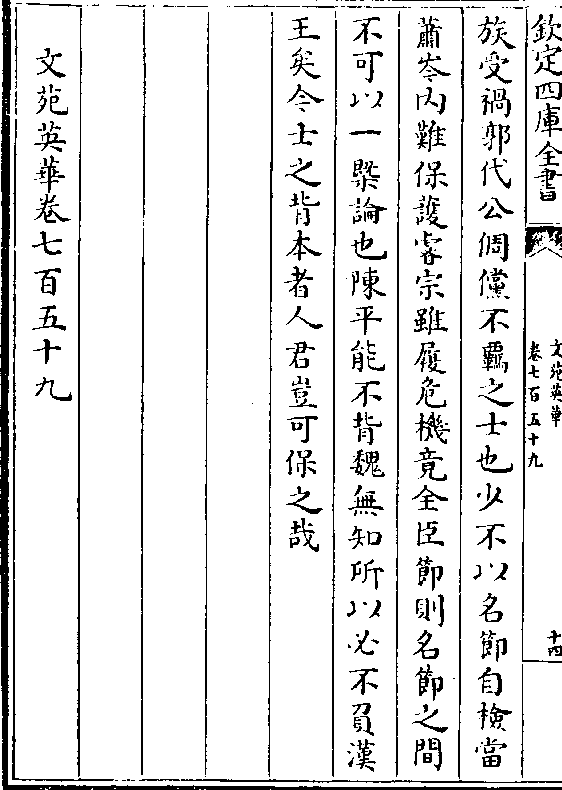 欽定四庫全書
文苑英華
卷七百五十九
十四
族受禍郭代公倜儻不羈之士也少不以名節自檢當
蕭岑内難保護睿宗雖履危機竟全臣節則名節之間
不可以一槩論也陳平能不背魏無知所以必不負漢
王矣今士之背本者人君豈可保之哉
文苑英華卷七百五十九